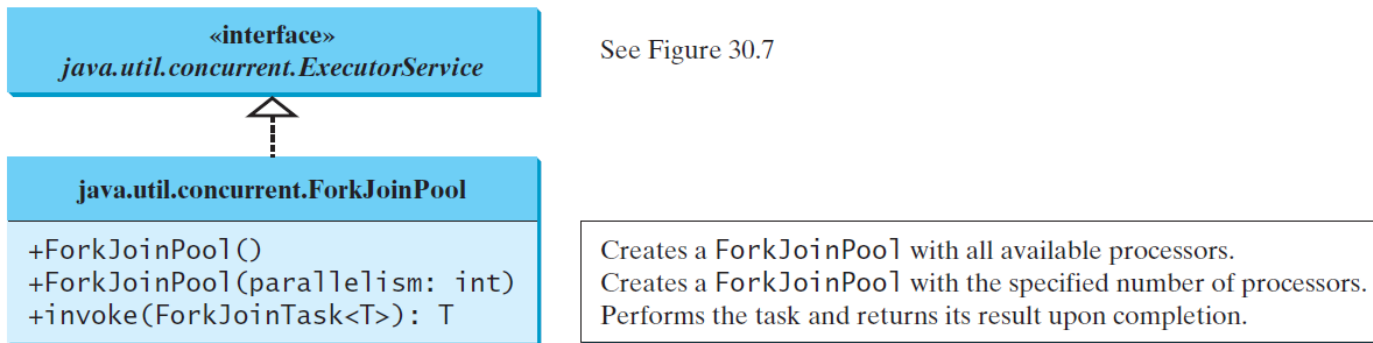 «interface»
java.util.concurrent.ExecutorService
See Figure 30.7
java.util.concurrent.ForkJoinPool
+ForkJoinPool()
+ForkJoinPool(parallelism: int)
+invoke(ForkJoinTask<T>): T
Creates a ForkJoinPool with all available processors.
Creates a ForkJoinPool with the specified number of processors.
Performs the task and returns its result upon completion.